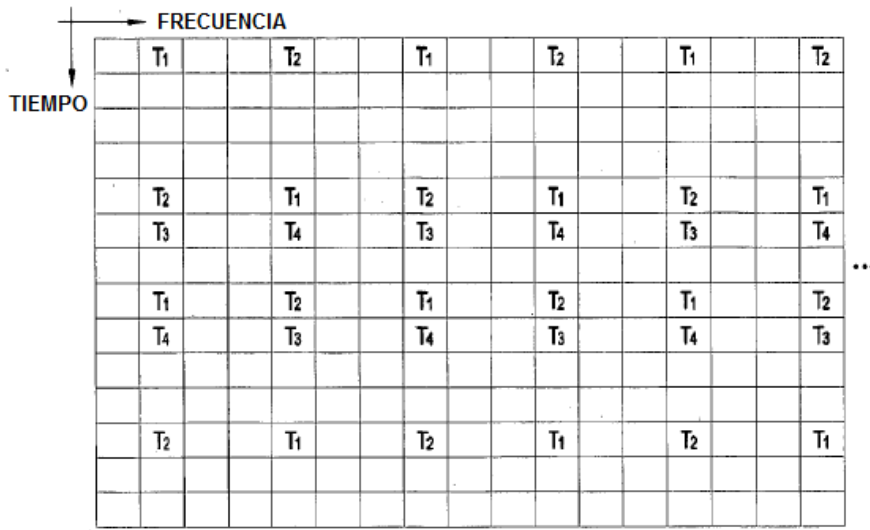 FRECUENCIA
T1 T2 T1 T2 T1 T2
TIEMPO
T2 T1 T2 T1 T2 T1
T3 T4 T3 T4 T3 T4
...
T1 T2 T1 T2 T1 T2
T4 T3 T4 T3 T4 T3
T2 T1 T2 T1 T2 T1